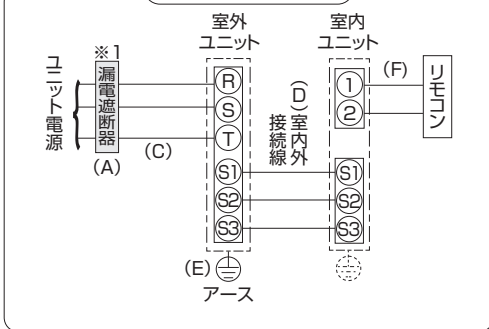 室外
ユニット
室内
ユニット
※1
漏電遮断器
ユニット電源
(A)
(C)
R
S
T
S1
S2
S3
(D)室内外
接続線
1
2
S1
S2
S3
(F)
リモコン
(E)
アース